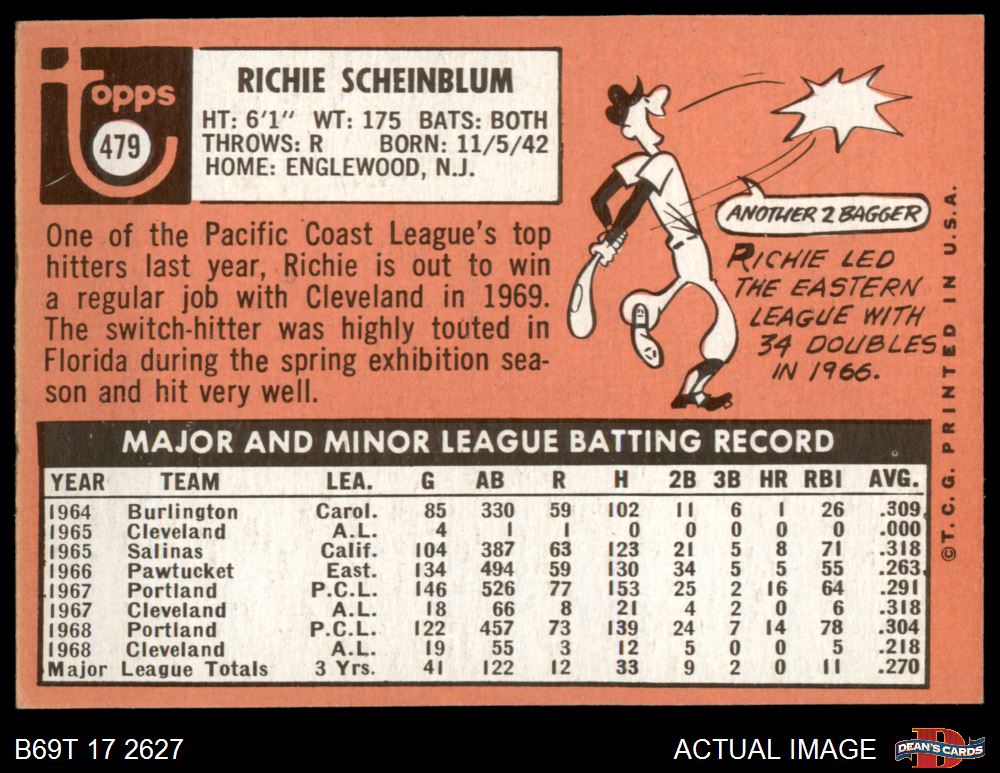 Topps
479
RICHIE SCHEINBLUM
HT: 6'1" WT: 175 BATS: BOTH
THROWS: R BORN: 11/5/42
HOME: ENGLEWOOD, N.J.
One of the Pacific Coast League's top
hitters last year, Richie is out to win
a regular job with Cleveland in 1969.
The switch-hitter was highly touted in
Florida during the spring exhibition sea-
son and hit very well.
ANOTHER 2 BAGGER
RICHIE LED
THE EASTERN
LEAGUE WITH
34 DOUBLES
IN 1966.
©T.C.G. PRINTED IN U.S.A.
MAJOR AND MINOR LEAGUE BATTING RECORD
YEAR TEAM LEA. G AB R H 2B 3B HR RBI AVG.
1964 Burlington Carol. 85 330 59 102 11 6 1 26 .309
1965 Cleveland A.L. 4 1 1 0 0 0 0 0 .000
1965 Salinas Calif. 104 387 63 123 21 5 8 71 .318
1966 Pawtucket East. 134 494 59 130 34 5 5 55 .263
1967 Portland P.C.L. 146 526 77 153 25 2 16 64 .291
1967 Cleveland A.L. 18 66 8 21 4 2 0 6 .318
1968 Portland P.C.L. 122 457 73 139 24 7 14 78 .304
1968 Cleveland A.L. 19 55 3 12 5 0 0 5 .218
Major League Totals 3 Yrs. 41 122 12 33 9 2 0 11 .270
B69T 17 2627
ACTUAL IMAGE
D
DEAN'S CARDS